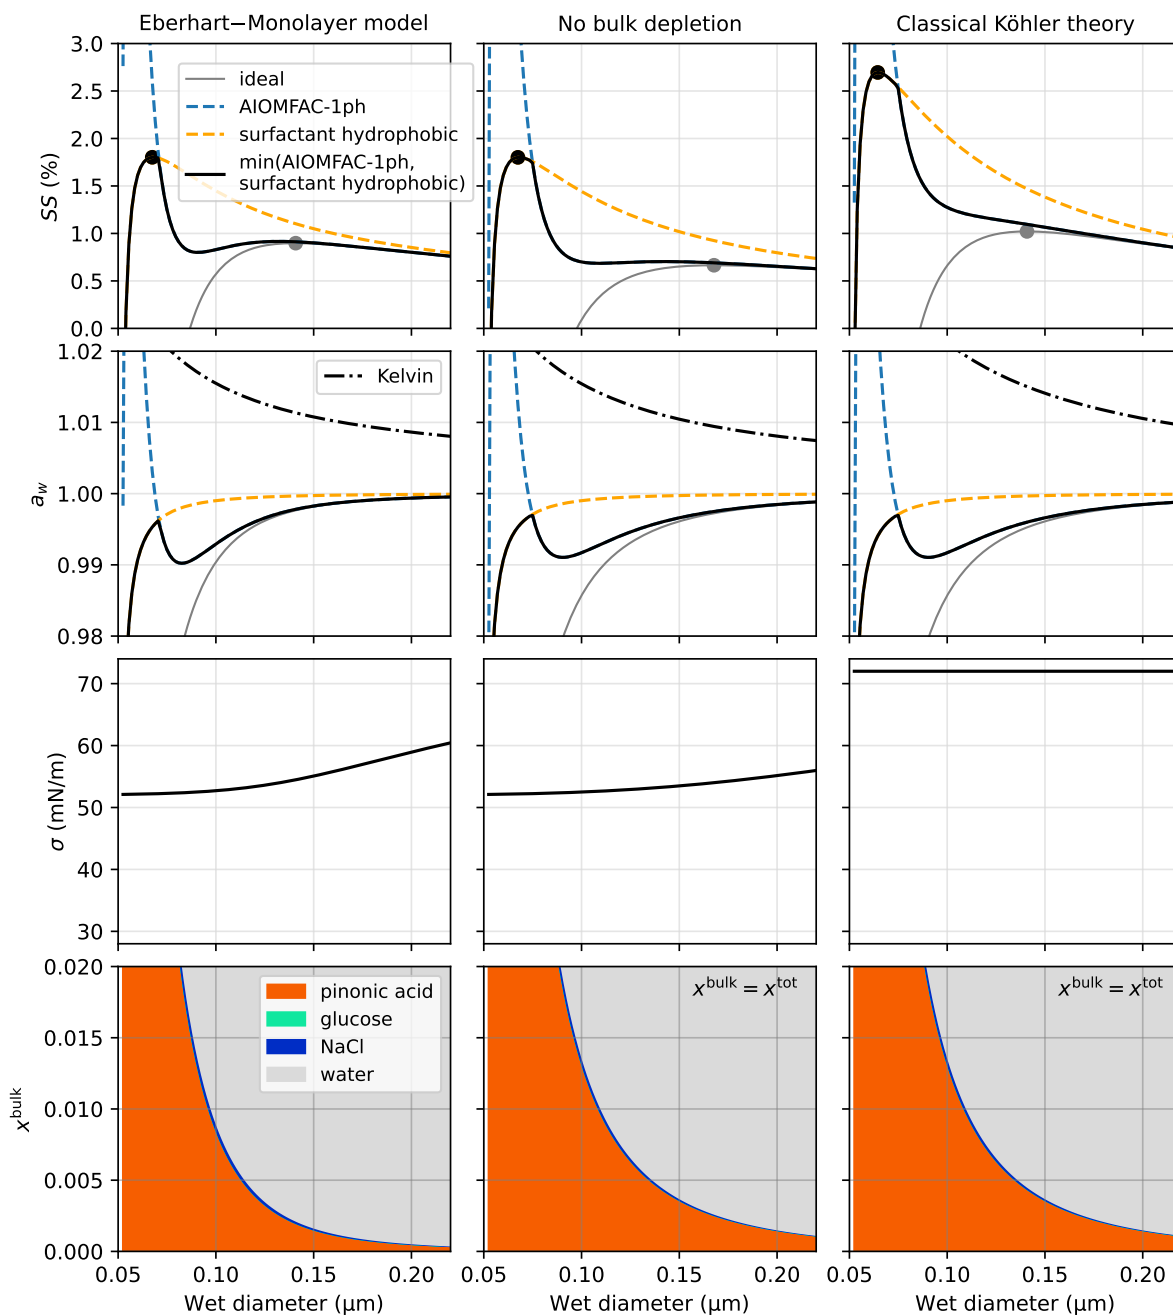 Eberhart−Monolayer model
No bulk depletion
Classical Köhler theory
SS (%)
3.0
2.5
2.0
1.5
1.0
0.5
0.0
ideal
AIOMFAC-1ph
surfactant hydrophobic
min(AIOMFAC-1ph,
surfactant hydrophobic)
a_w
1.02
1.01
1.00
0.99
0.98
Kelvin
σ (mN/m)
70
60
50
40
30
x^bulk
0.020
0.015
0.010
0.005
0.000
pinonic acid
glucose
NaCl
water
x^bulk = x^tot
x^bulk = x^tot
0.05 0.10 0.15 0.20
0.05 0.10 0.15 0.20
0.05 0.10 0.15 0.20
Wet diameter (μm)
Wet diameter (μm)
Wet diameter (μm)